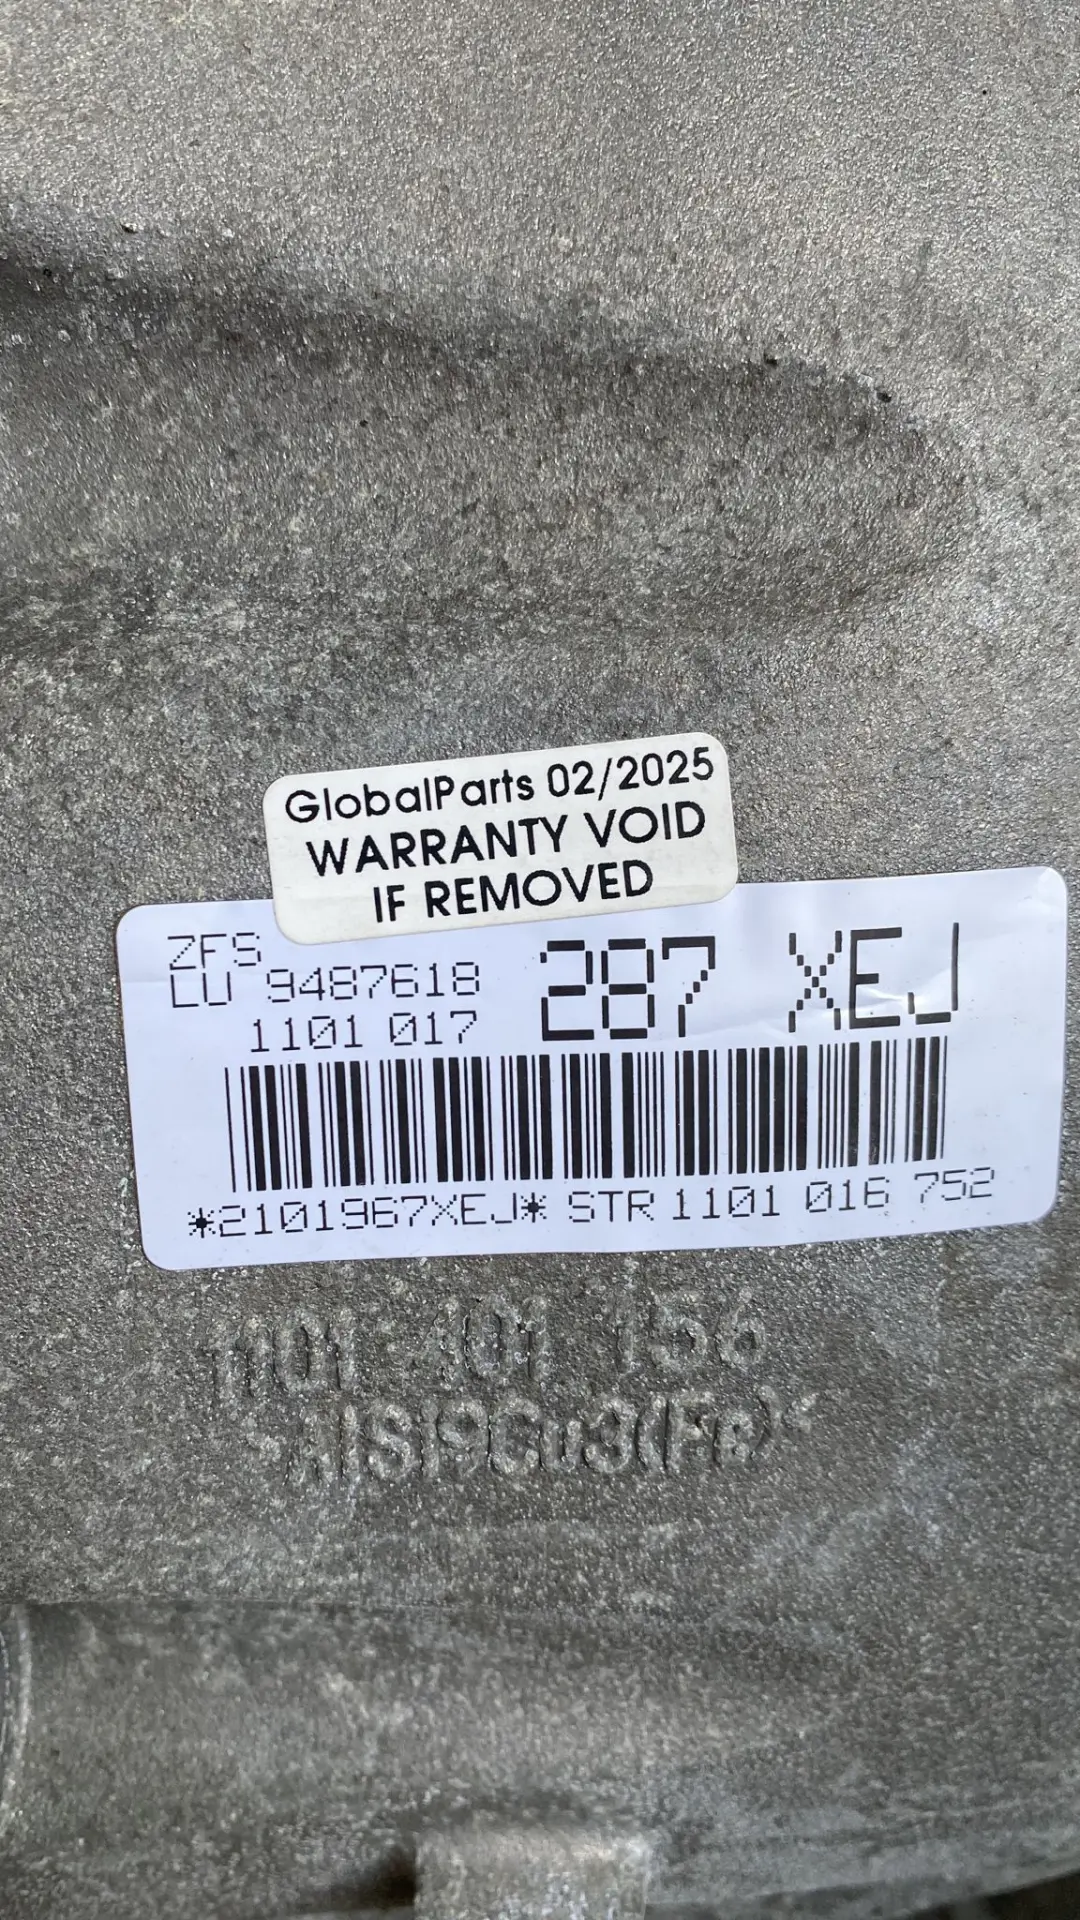 GlobalParts 02/2025
WARRANTY VOID
IF REMOVED
ZFS
LU 9487618
287 XEJ
1101 017
*2101967XEJ* STR 1101 016 752
1101 401 156
AlSi9Cu3(Fe)